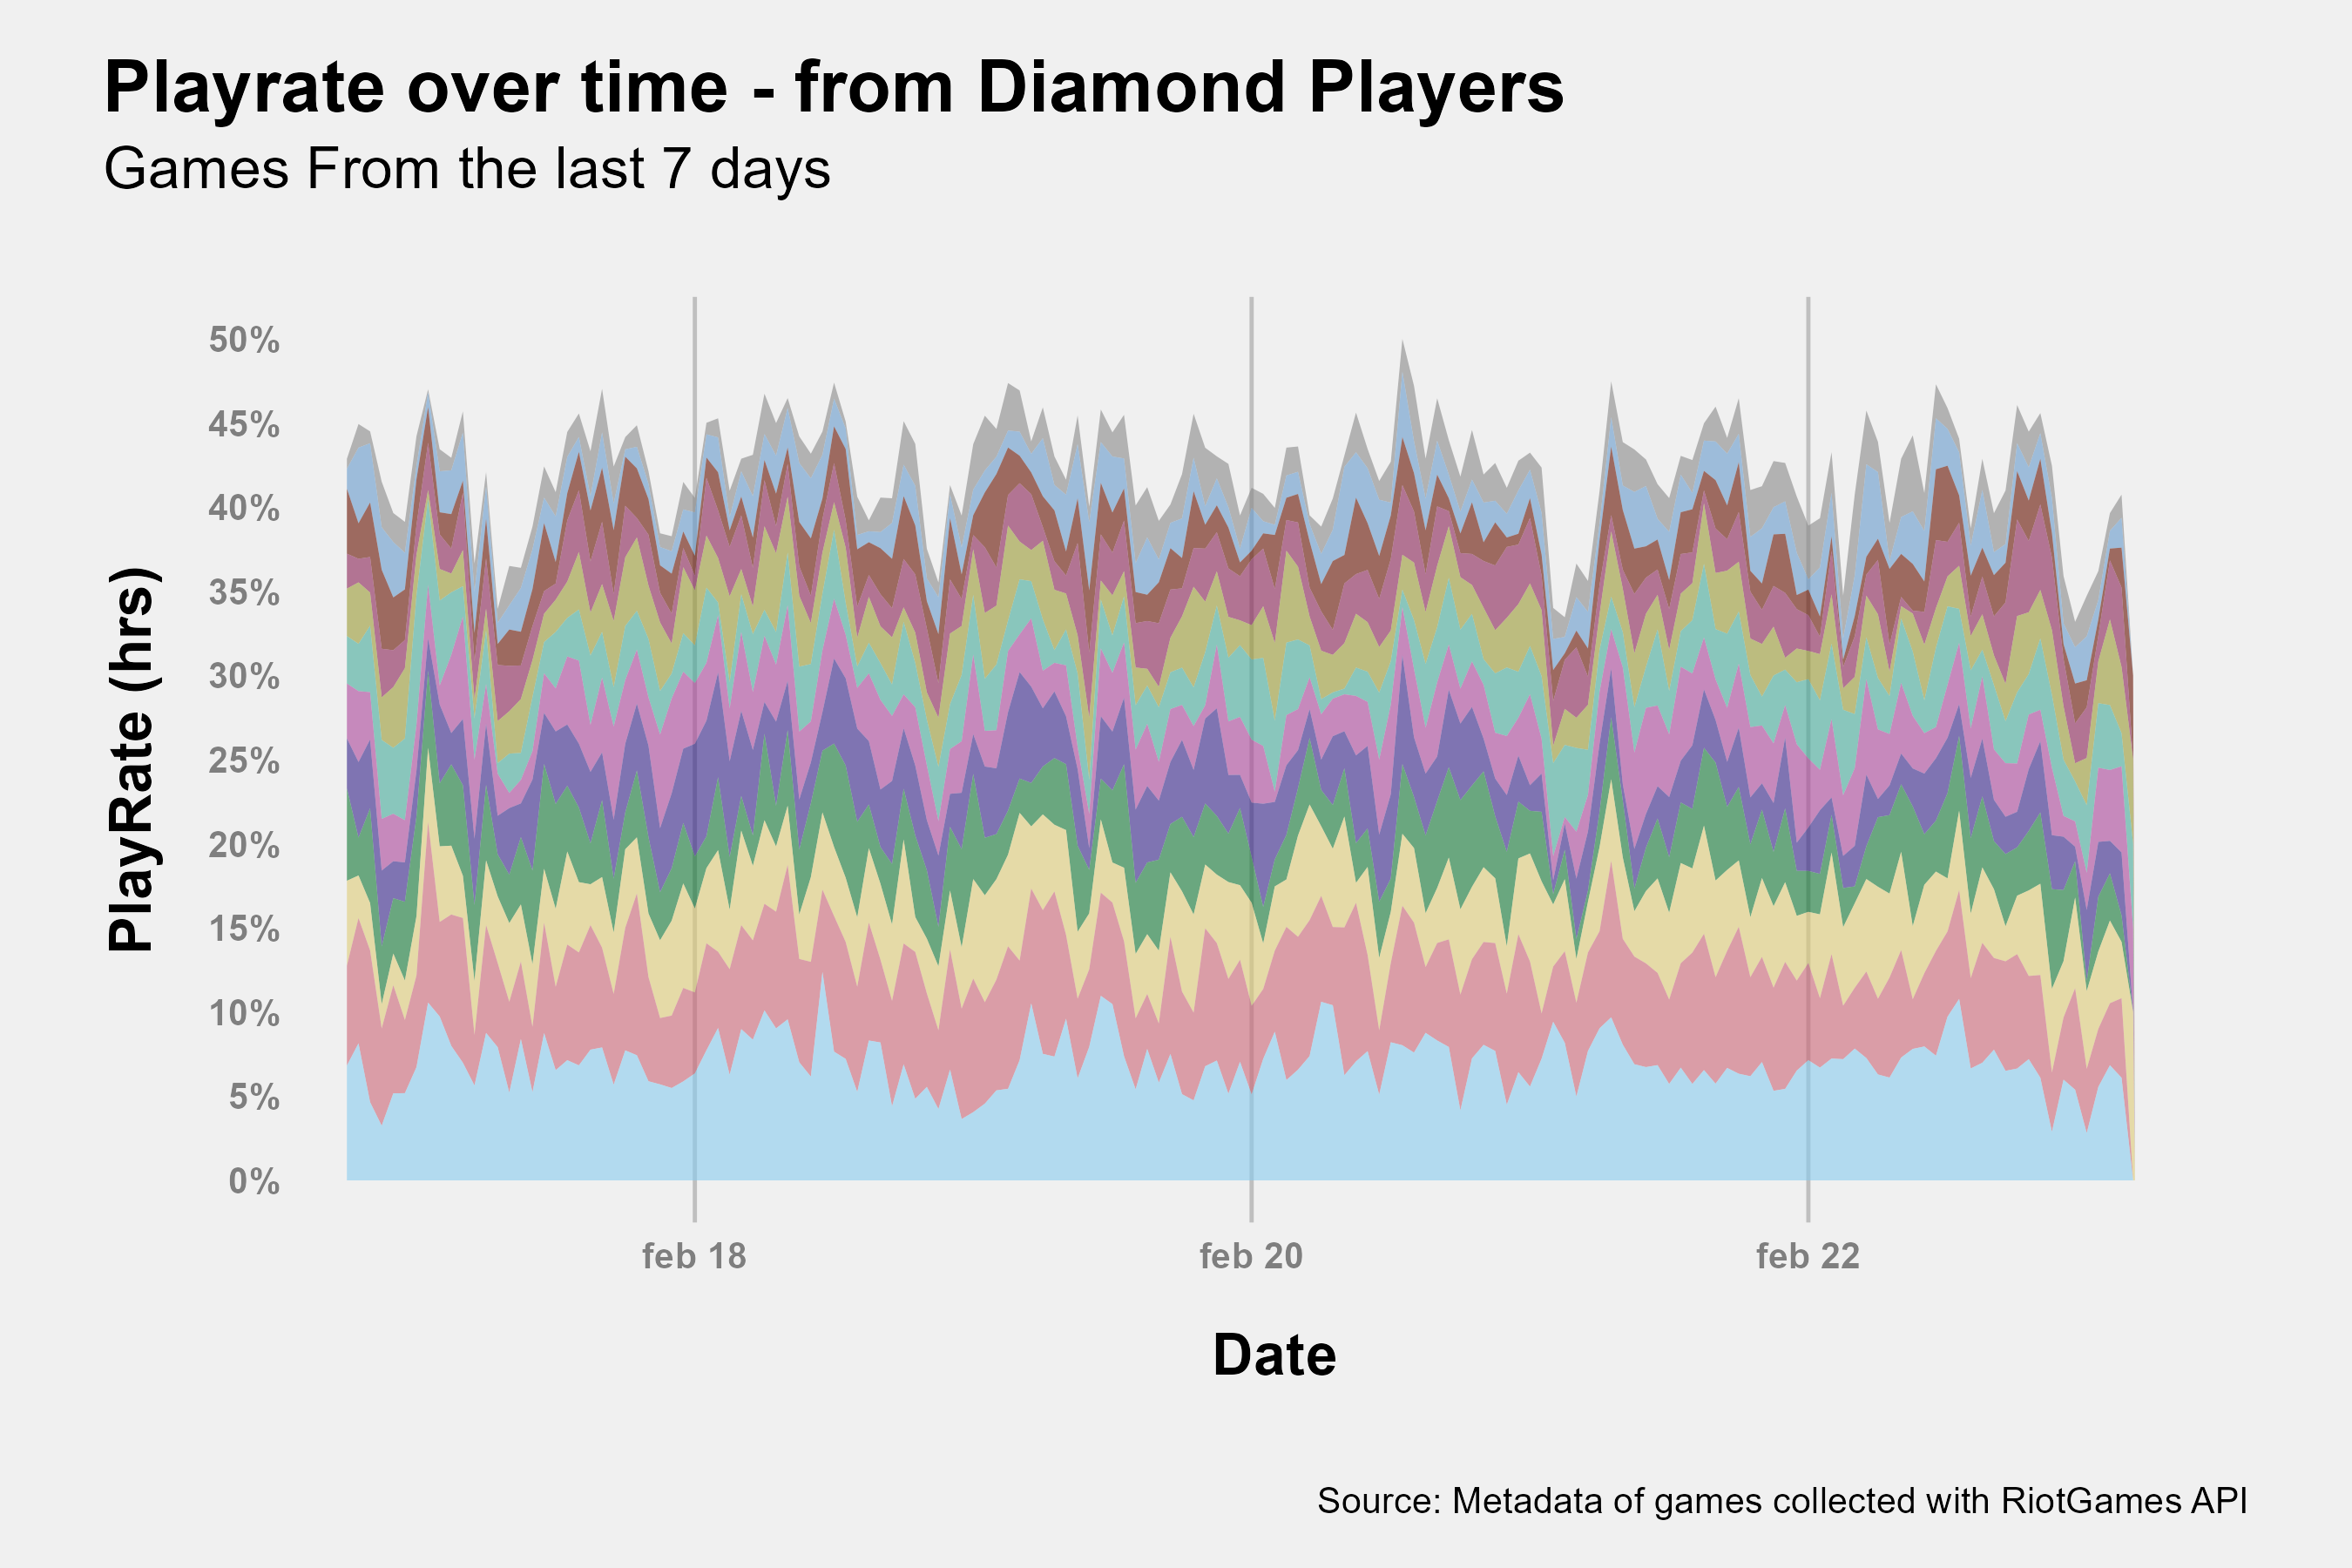 Playrate over time - from Diamond Players
Games From the last 7 days
PlayRate (hrs)
50%
45%
40%
35%
30%
25%
20%
15%
10%
5%
0%
feb 18
feb 20
feb 22
Date
Source: Metadata of games collected with RiotGames API